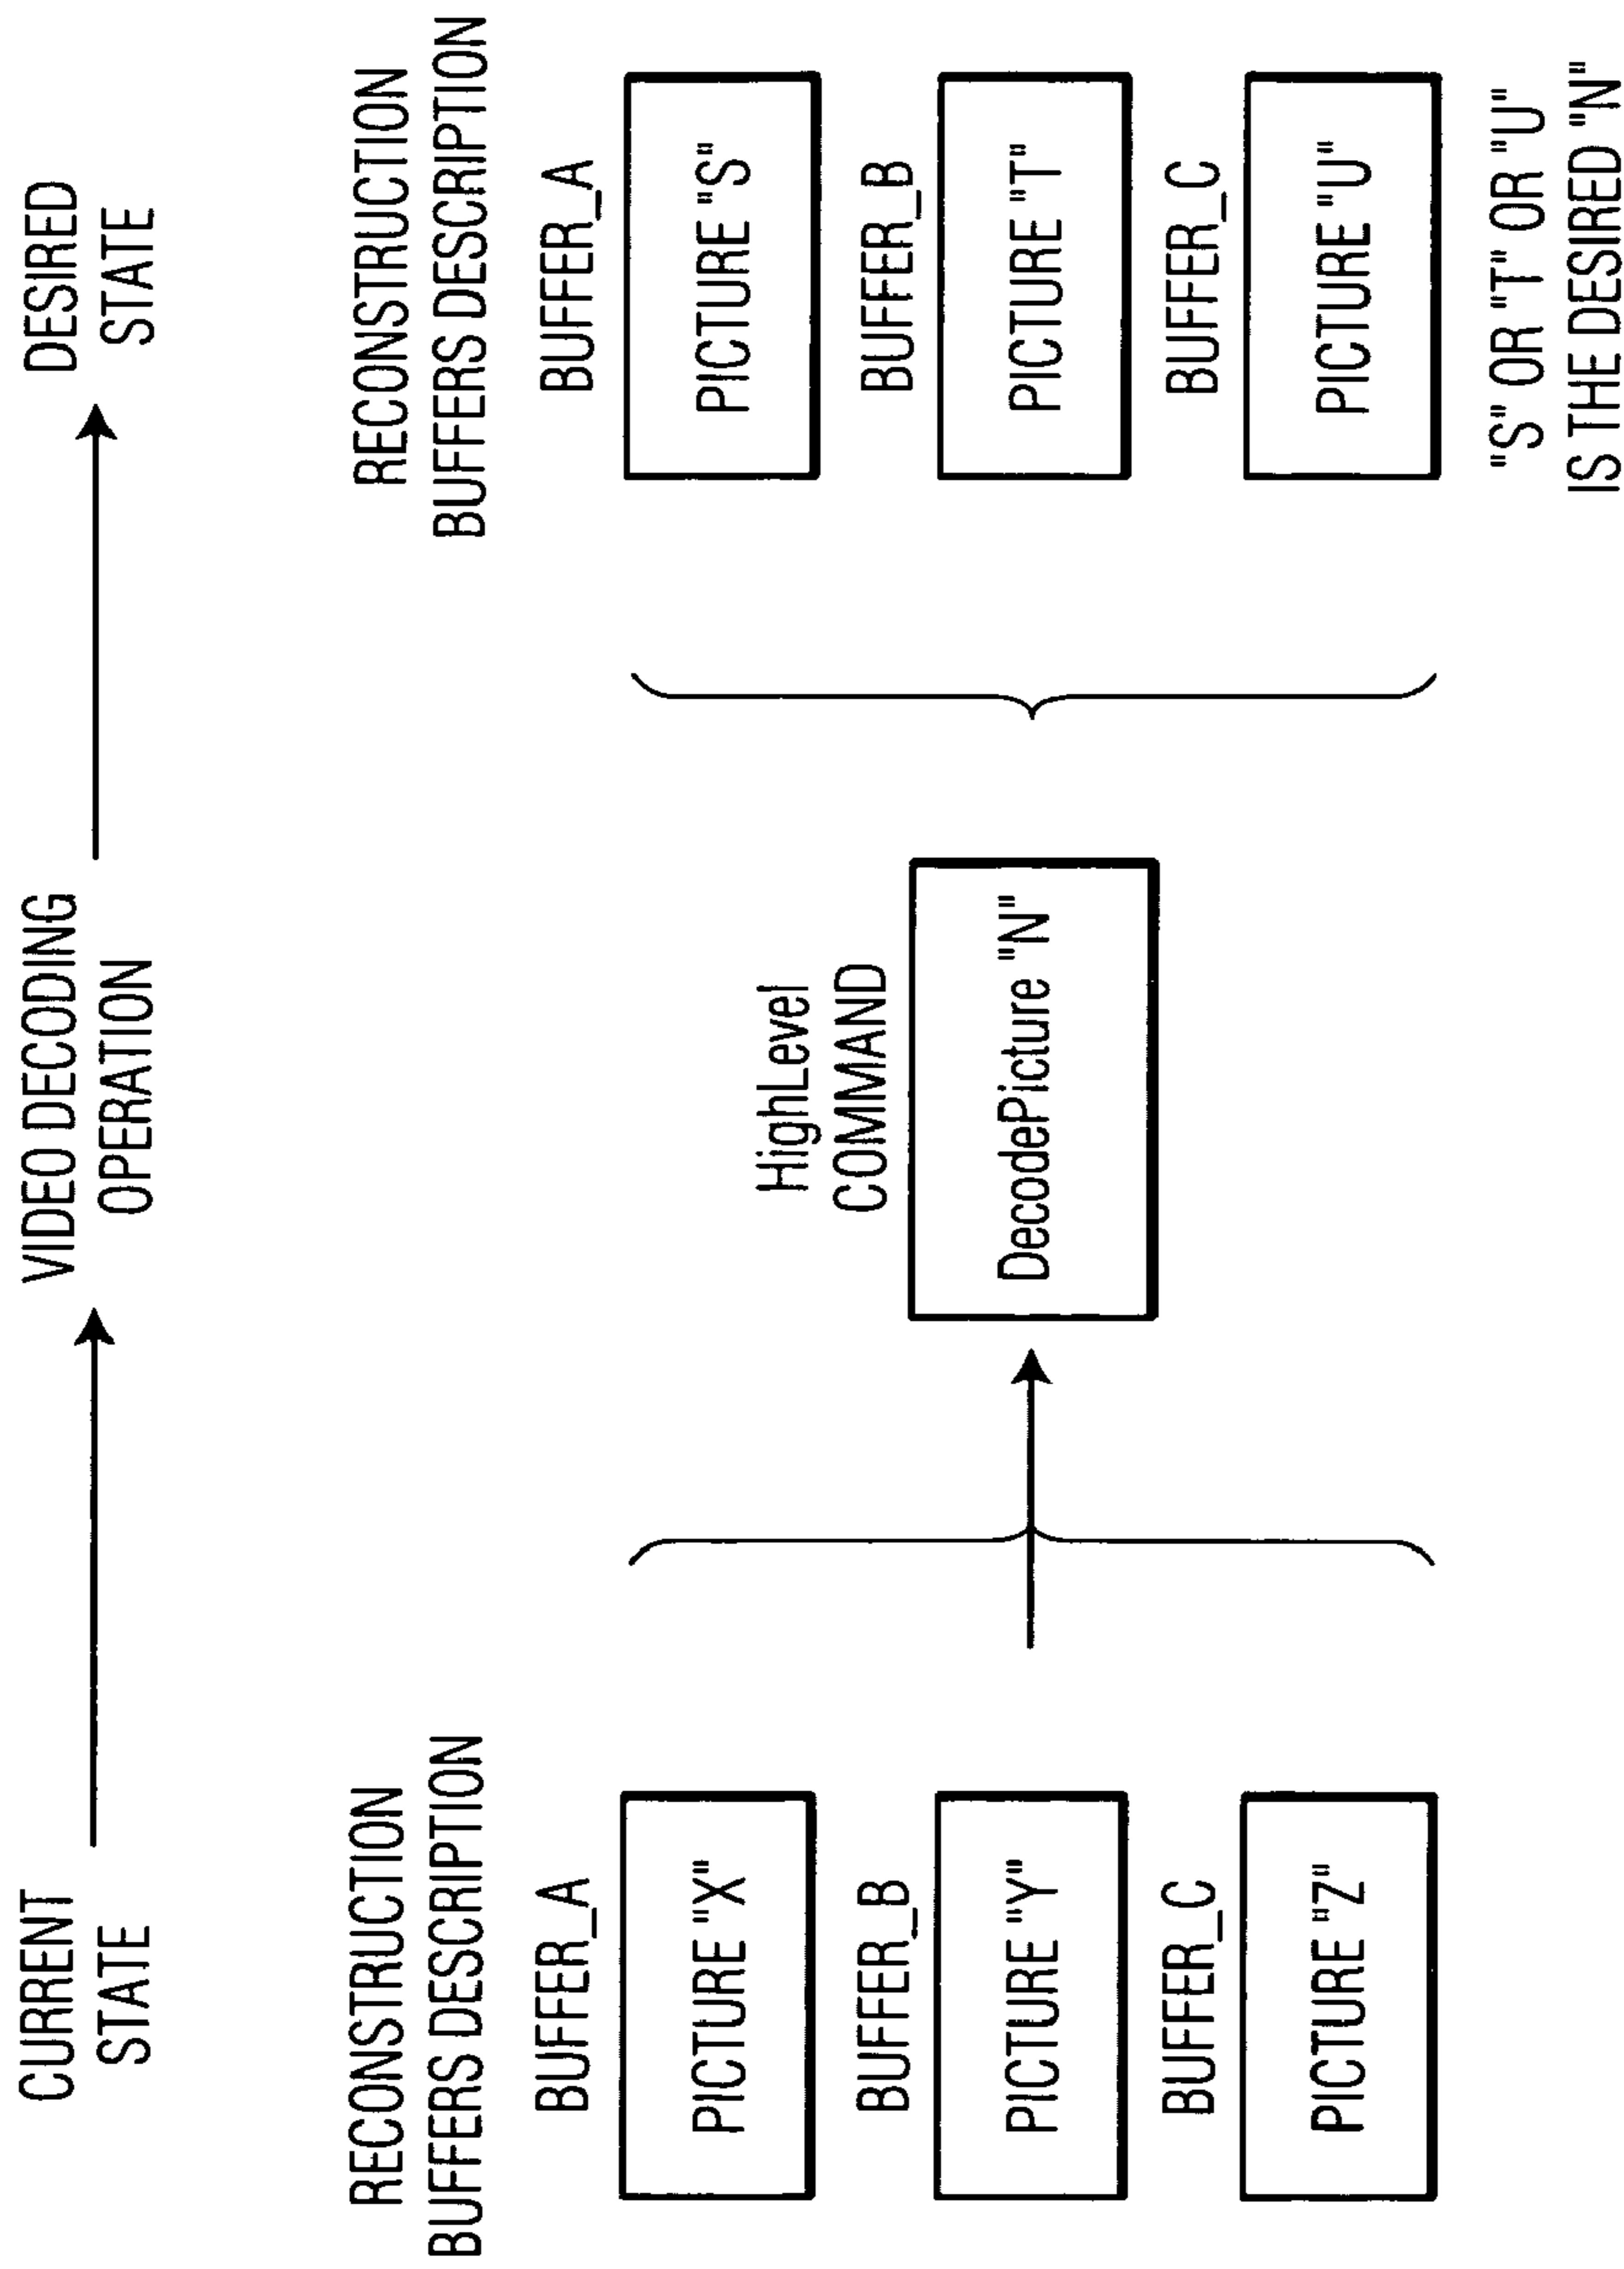 CURRENT
STATE
VIDEO DECODING
OPERATION
DESIRED
STATE
RECONSTRUCTION
BUFFERS DESCRIPTION
BUFFER_A
PICTURE "X"
BUFFER_B
PICTURE "Y"
BUFFER_C
PICTURE "Z"
HighLevel
COMMAND
DecodePicture "N"
RECONSTRUCTION
BUFFERS DESCRIPTION
BUFFER_A
PICTURE "S"
BUFFER_B
PICTURE "T"
BUFFER_C
PICTURE "U"
"S" OR "T" OR "U"
IS THE DESIRED "N"